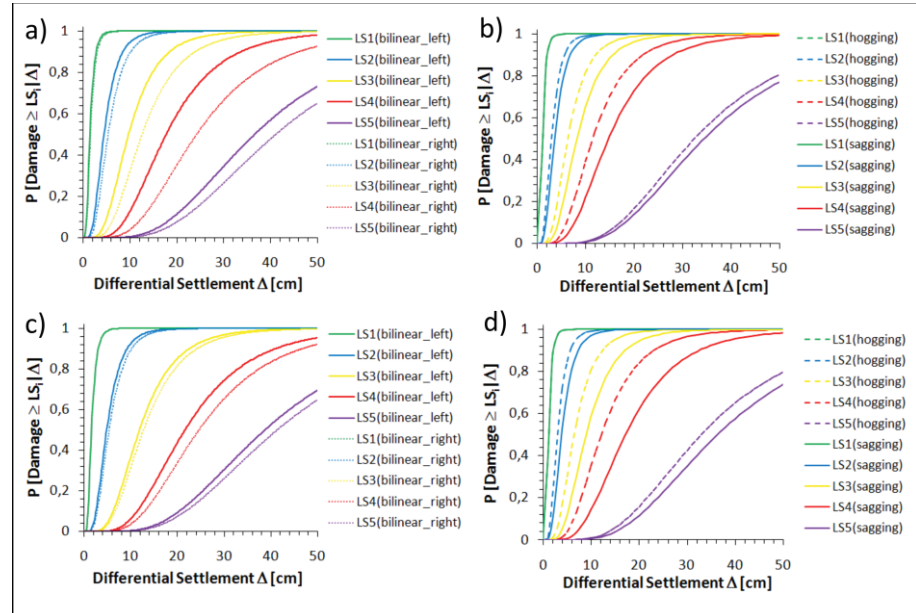 a)
P [Damage ≥ LSi|Δ]
1
0,8
0,6
0,4
0,2
0
0 10 20 30 40 50
Differential Settlement Δ [cm]
LS1(bilinear_left)
LS2(bilinear_left)
LS3(bilinear_left)
LS4(bilinear_left)
LS5(bilinear_left)
LS1(bilinear_right)
LS2(bilinear_right)
LS3(bilinear_right)
LS4(bilinear_right)
LS5(bilinear_right)
b)
P [Damage ≥ LSi|Δ]
1
0,8
0,6
0,4
0,2
0
0 10 20 30 40 50
Differential Settlement Δ [cm]
LS1(hogging)
LS2(hogging)
LS3(hogging)
LS4(hogging)
LS5(hogging)
LS1(sagging)
LS2(sagging)
LS3(sagging)
LS4(sagging)
LS5(sagging)
c)
P [Damage ≥ LSi|Δ]
1
0,8
0,6
0,4
0,2
0
0 10 20 30 40 50
Differential Settlement Δ [cm]
LS1(bilinear_left)
LS2(bilinear_left)
LS3(bilinear_left)
LS4(bilinear_left)
LS5(bilinear_left)
LS1(bilinear_right)
LS2(bilinear_right)
LS3(bilinear_right)
LS4(bilinear_right)
LS5(bilinear_right)
d)
P [Damage ≥ LSi|Δ]
1
0,8
0,6
0,4
0,2
0
0 10 20 30 40 50
Differential Settlement Δ [cm]
LS1(hogging)
LS2(hogging)
LS3(hogging)
LS4(hogging)
LS5(hogging)
LS1(sagging)
LS2(sagging)
LS3(sagging)
LS4(sagging)
LS5(sagging)